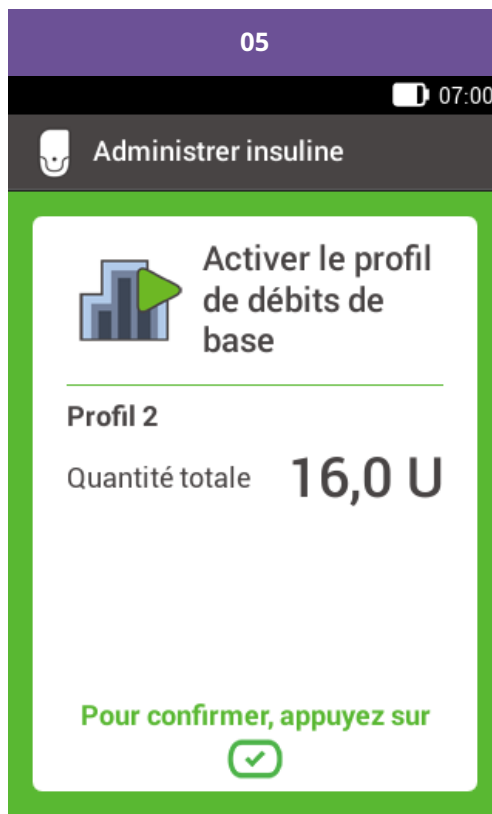 05
07:00
Administrer insuline
Activer le profil
de débits de
base
Profil 2
Quantité totale 16,0 U
Pour confirmer, appuyez sur